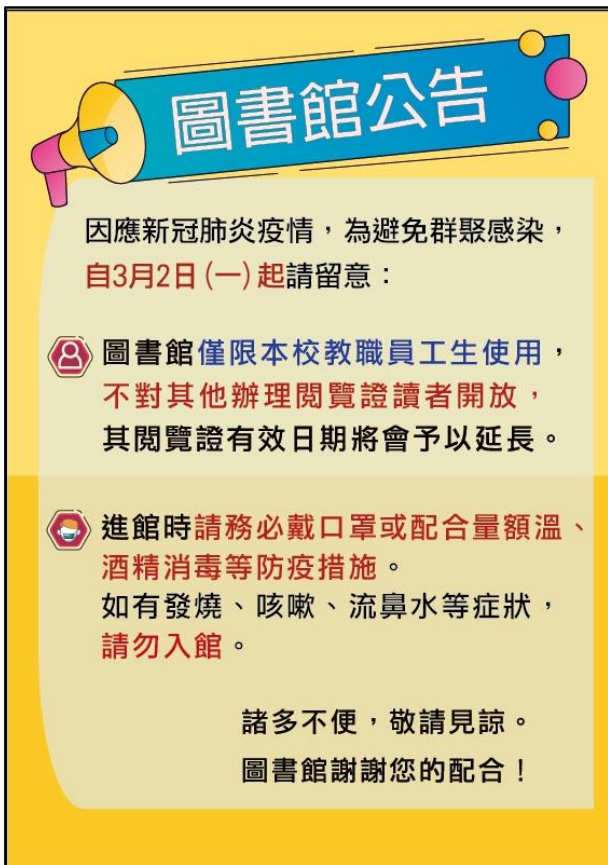 圖書館公告
因應新冠肺炎疫情，為避免群聚感染，
自3月2日(一)起請留意：
圖書館僅限本校教職員工生使用，
不對其他辦理閱覽證讀者開放，
其閱覽證有效日期將會予以延長。
進館時請務必戴口罩或配合量額溫、
酒精消毒等防疫措施。
如有發燒、咳嗽、流鼻水等症狀，
請勿入館。
諸多不便，敬請見諒。
圖書館謝謝您的配合！